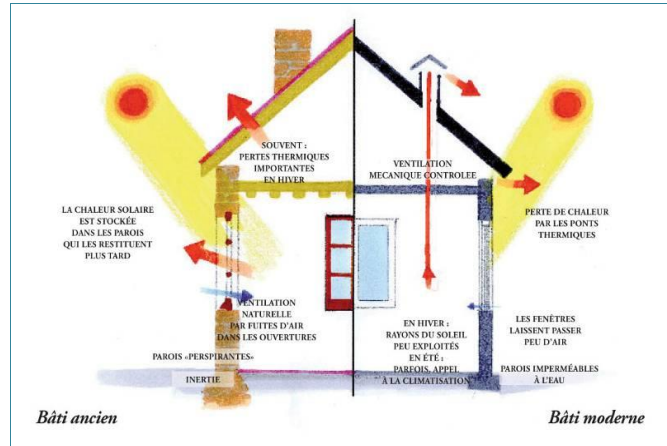 SOUVENT :
PERTES THERMIQUES
IMPORTANTES
EN HIVER
LA CHALEUR SOLAIRE
EST STOCKÉE
DANS LES PAROIS
QUI LES RESTITUENT
PLUS TARD
VENTILATION
NATURELLE
PAR FUITES D'AIR
DANS LES OUVERTURES
PAROIS «PERSPIRANTES»
INERTIE
Bâti ancien
VENTILATION
MECANIQUE CONTROLEE
PERTE DE CHALEUR
PAR LES PONTS
THERMIQUES
EN HIVER :
RAYONS DU SOLEIL
PEU EXPLOITÉS
EN ÉTÉ :
PARFOIS, APPEL
À LA CLIMATISATION
LES FENÊTRES
LAISSENT PASSER
PEU D'AIR
PAROIS IMPERMÉABLES
À L'EAU
Bâti moderne